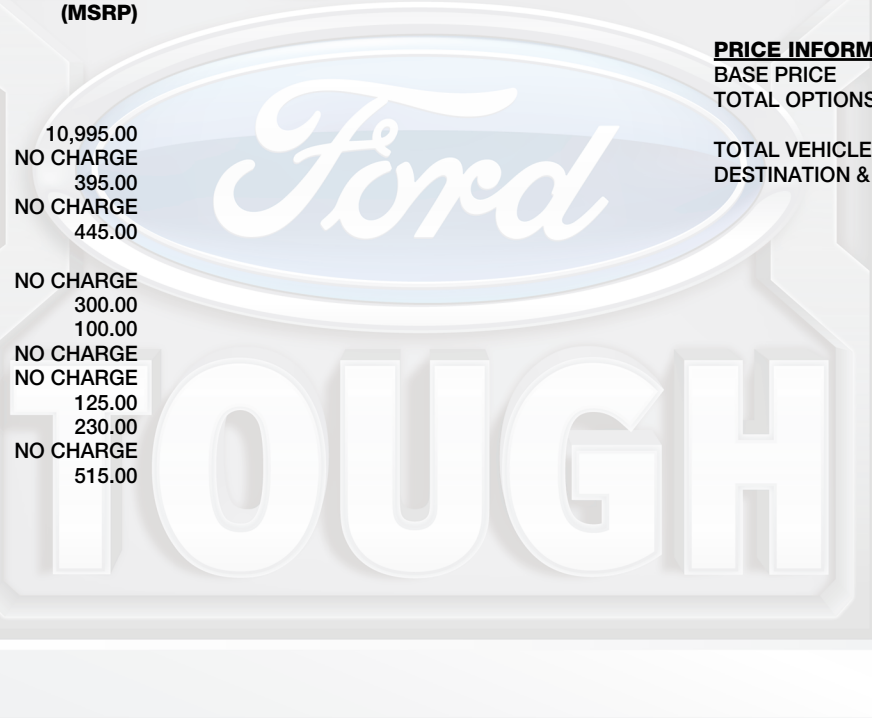 (MSRP)
10,995.00
NO CHARGE
395.00
NO CHARGE
445.00
NO CHARGE
300.00
100.00
NO CHARGE
NO CHARGE
125.00
230.00
NO CHARGE
515.00
PRICE INFORM
BASE PRICE
TOTAL OPTIONS
TOTAL VEHICLE
DESTINATION &
Ford
TOUGH